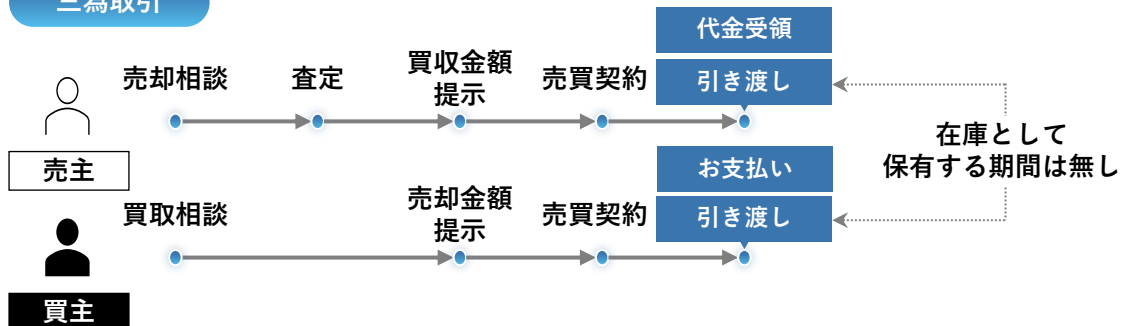 三為取引
代金受領
売却相談
査定
買収金額
提示
売買契約
引き渡し
売主
在庫として
保有する期間は無し
お支払い
買取相談
売却金額
提示
売買契約
引き渡し
買主